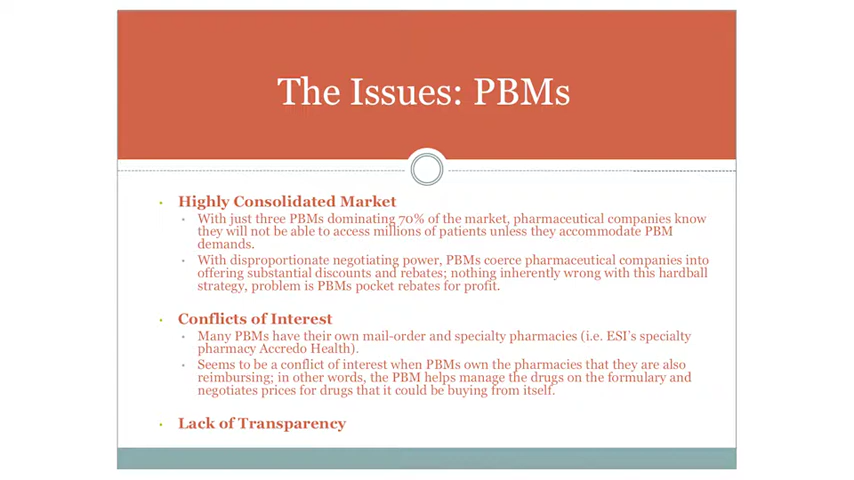 The Issues: PBMs
• Highly Consolidated Market
• With just three PBMs dominating 70% of the market, pharmaceutical companies know
they will not be able to access millions of patients unless they accommodate PBM
demands.
• With disproportionate negotiating power, PBMs coerce pharmaceutical companies into
offering substantial discounts and rebates; nothing inherently wrong with this hardball
strategy, problem is PBMs pocket rebates for profit.
• Conflicts of Interest
• Many PBMs have their own mail-order and specialty pharmacies (i.e. ESI's specialty
pharmacy Accredo Health).
• Seems to be a conflict of interest when PBMs own the pharmacies that they are also
reimbursing; in other words, the PBM helps manage the drugs on the formulary and
negotiates prices for drugs that it could be buying from itself.
• Lack of Transparency